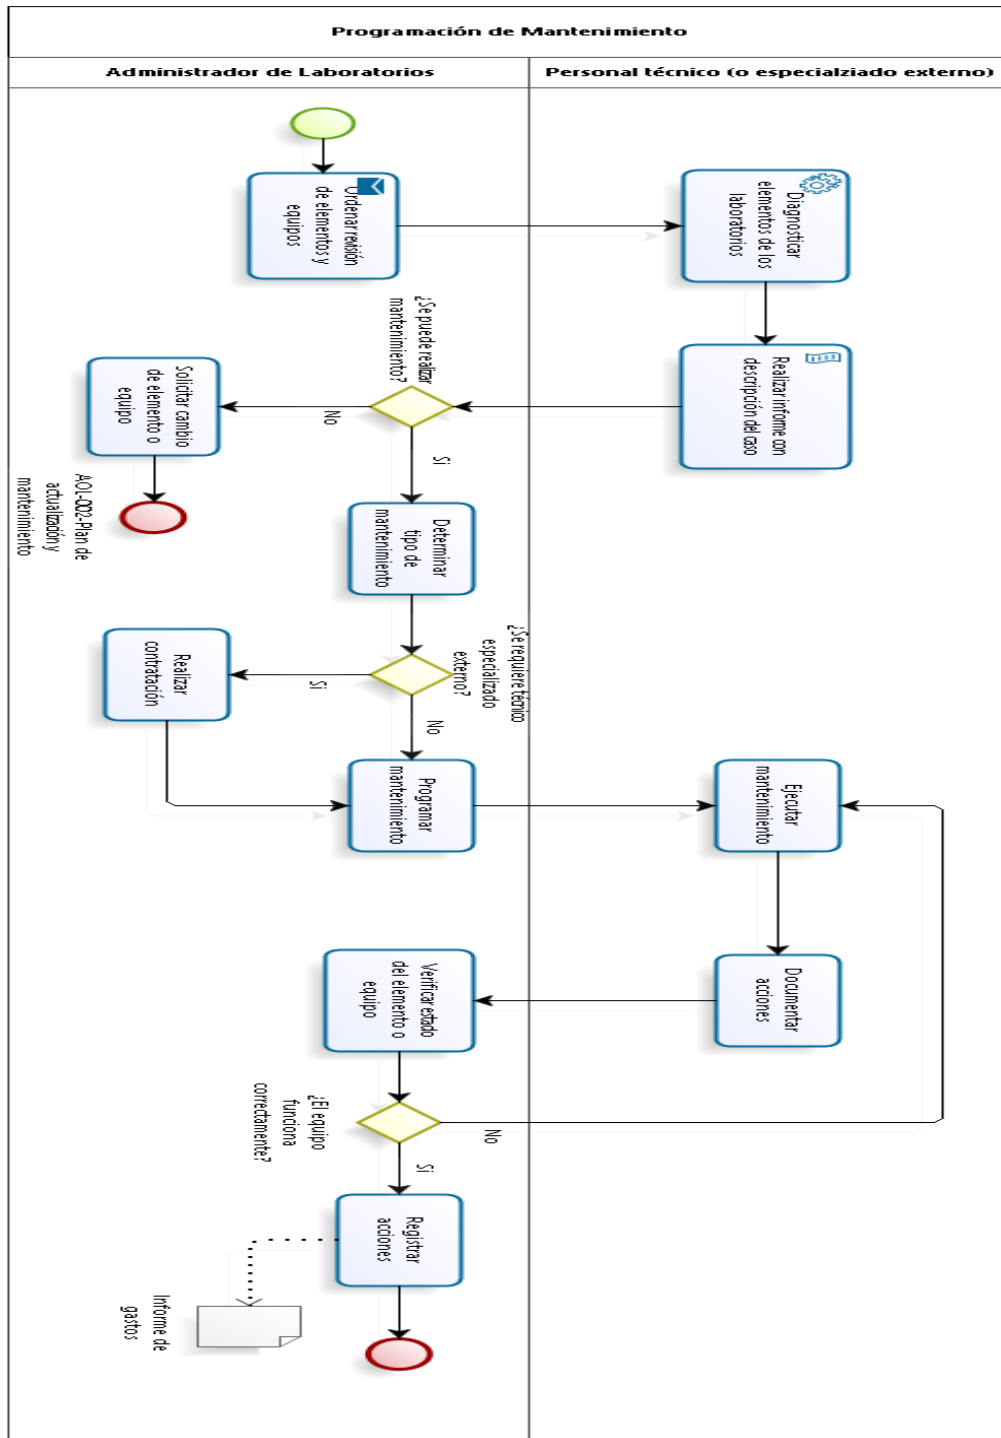 Programación de Mantenimiento
Administrador de Laboratorios
Personal técnico (o especialziado externo)
Ordenar revisión
de elementos y
equipos
Diagnosticar
elementos de los
laboratorios
Realizar informe con
descripción del caso
¿Se puede realizar
mantenimiento?
No
Si
Solicitar cambio
de elemento o
equipo
AOL-002-Plan de
actualización y
mantenimiento
Determinar
tipo de
mantenimiento
¿Se requiere técnico
especializado
externo?
Si
No
Realizar
contratación
Programar
mantenimiento
Ejecutar
mantenimiento
Documentar
acciones
Verificar estado
del elemento o
equipo
¿El equipo
funciona
correctamente?
No
Si
Registrar
acciones
Informe de
gastos